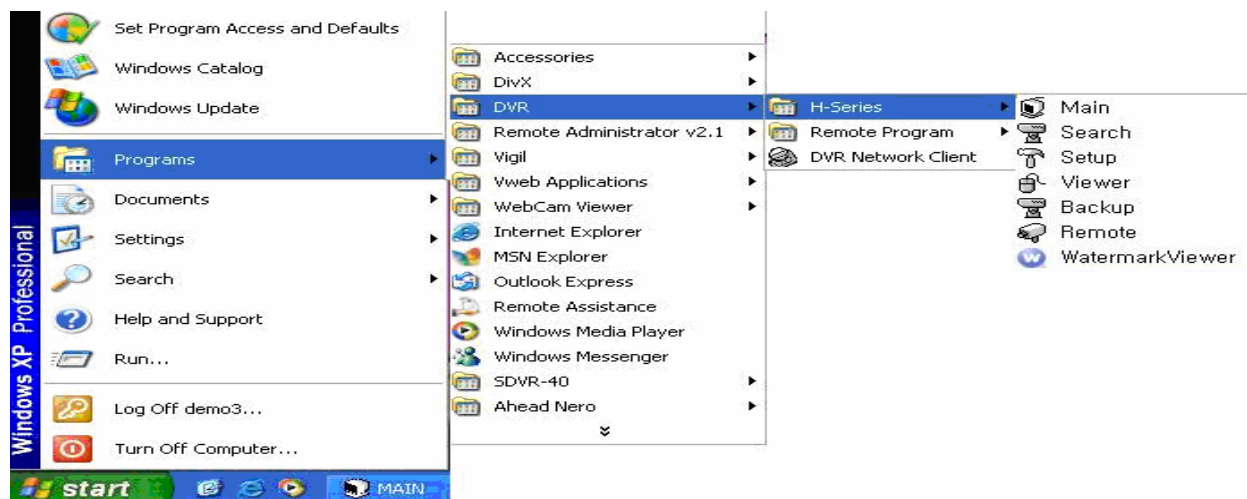 Set Program Access and Defaults
Windows Catalog
Windows Update
Programs
Documents
Settings
Search
Help and Support
Run...
Log Off demo3...
Turn Off Computer...
Windows XP Professional
start
MAIN
Accessories
DivX
DVR
Remote Administrator v2.1
Vigil
Vweb Applications
WebCam Viewer
Internet Explorer
MSN Explorer
Outlook Express
Remote Assistance
Windows Media Player
Windows Messenger
SDVR-40
Ahead Nero
H-Series
Remote Program
DVR Network Client
Main
Search
Setup
Viewer
Backup
Remote
WatermarkViewer